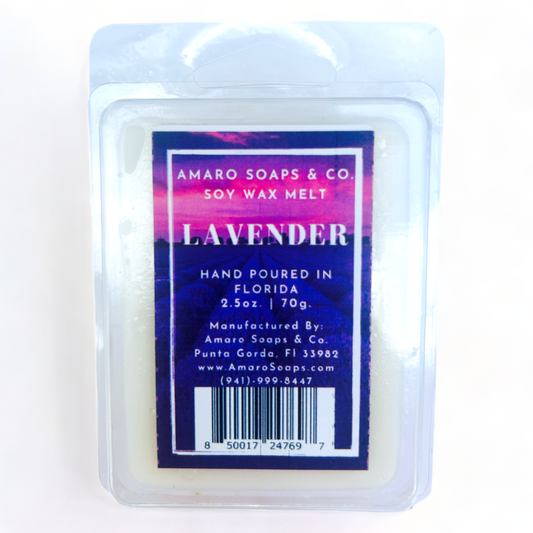 AMARO SOAPS & CO.
SOY WAX MELT
LAVENDER
HAND POURED IN
FLORIDA
2.5oz. | 70g.
Manufactured By:
Amaro Soaps & Co.
Punta Gorda, Fl 33982
www.AmaroSoaps.com
(941)-999-8447
8 50017 24769 7